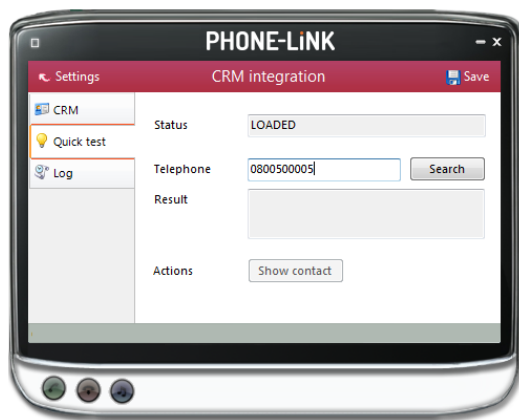 PHONE-LiNK
Settings CRM integration Save
CRM
Quick test
Log
Status LOADED
Telephone 0800500005 Search
Result
Actions Show contact